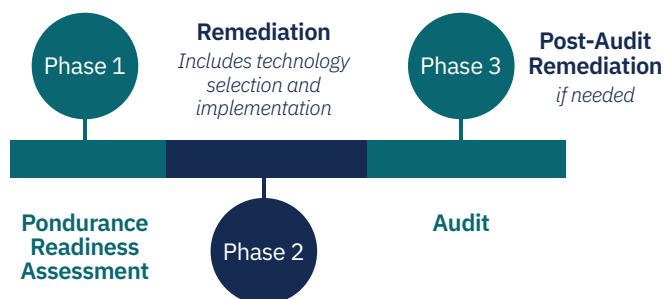 Phase 1
Remediation
Includes technology
selection and
implementation
Phase 3
Post-Audit
Remediation
if needed
Pondurance
Readiness
Assessment
Phase 2
Audit